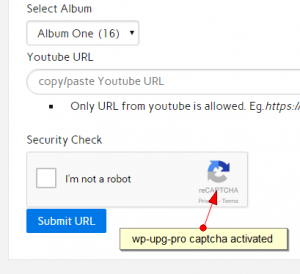 Select Album
Album One (16)
Youtube URL
copy/paste Youtube URL
Only URL from youtube is allowed. Eg.https:/
Security Check
I'm not a robot
reCAPTCHA
Privacy - Terms
Submit URL
wp-upg-pro captcha activated